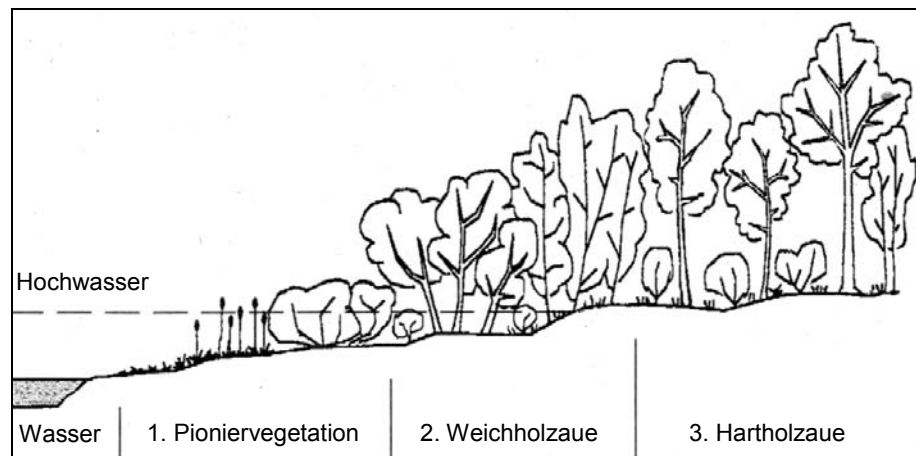 Hochwasser
Wasser
1. Pioniervegetation
2. Weichholzaue
3. Hartholzaue